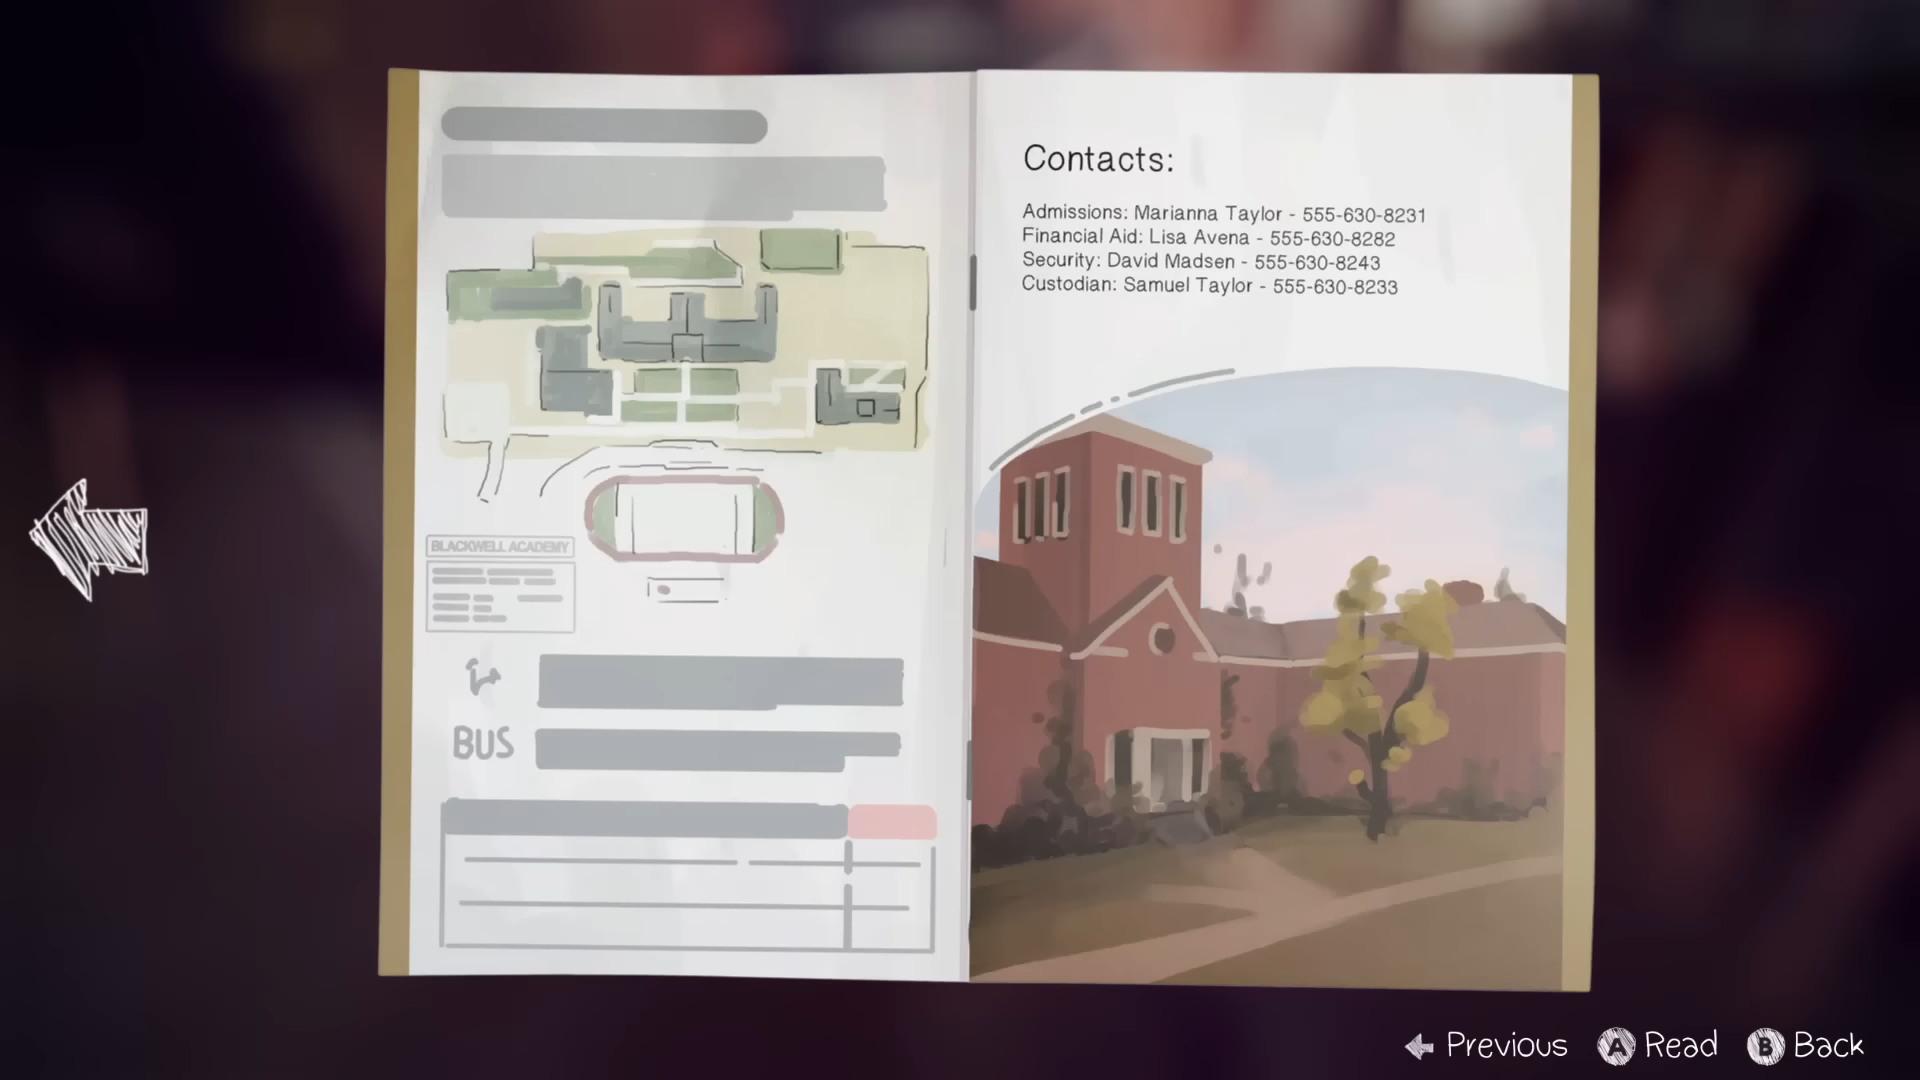 BLACKWELL ACADEMY
BUS
Contacts:
Admissions: Marianna Taylor - 555-630-8231
Financial Aid: Lisa Avena - 555-630-8282
Security: David Madsen - 555-630-8243
Custodian: Samuel Taylor - 555-630-8233
Previous A Read B Back